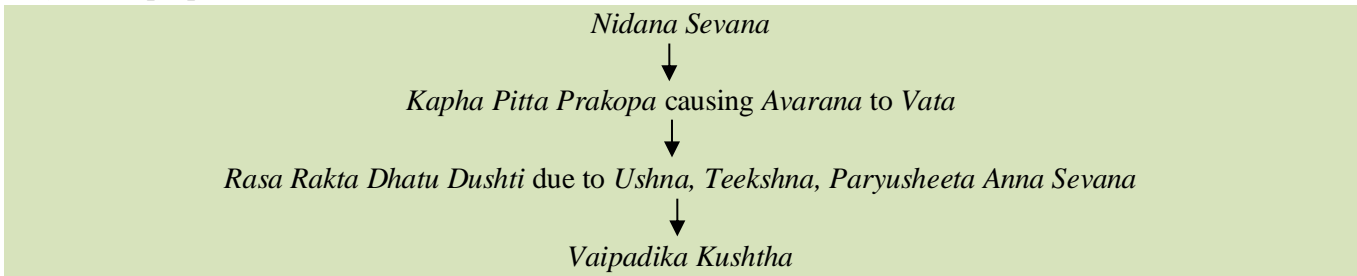 Nidana Sevana
Kapha Pitta Prakopa causing Avarana to Vata
Rasa Rakta Dhatu Dushti due to Ushna, Teekshna, Paryusheeta Anna Sevana
Vaipadika Kushtha